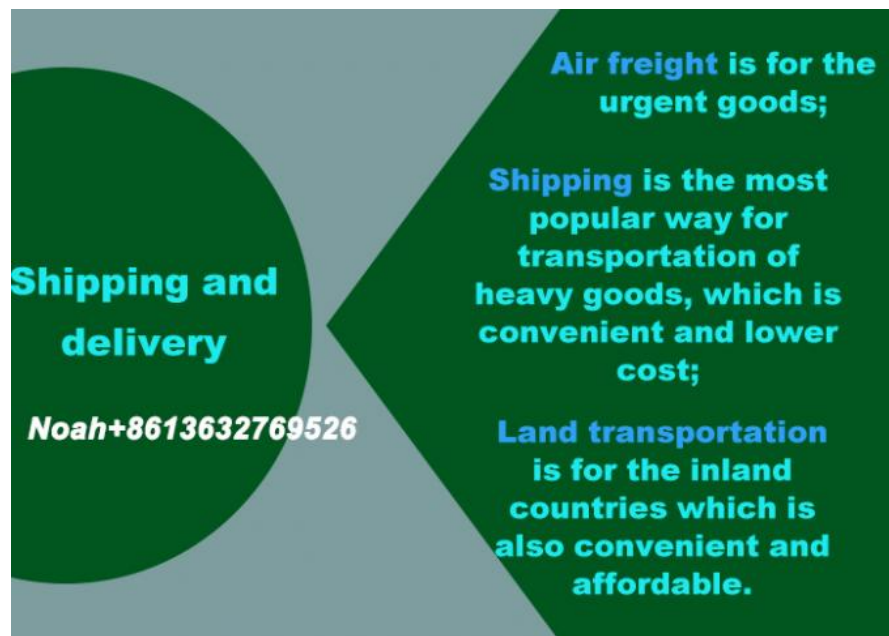 Shipping and
delivery
Noah+8613632769526
Air freight is for the
urgent goods;
Shipping is the most
popular way for
transportation of
heavy goods, which is
convenient and lower
cost;
Land transportation
is for the inland
countries which is
also convenient and
affordable.